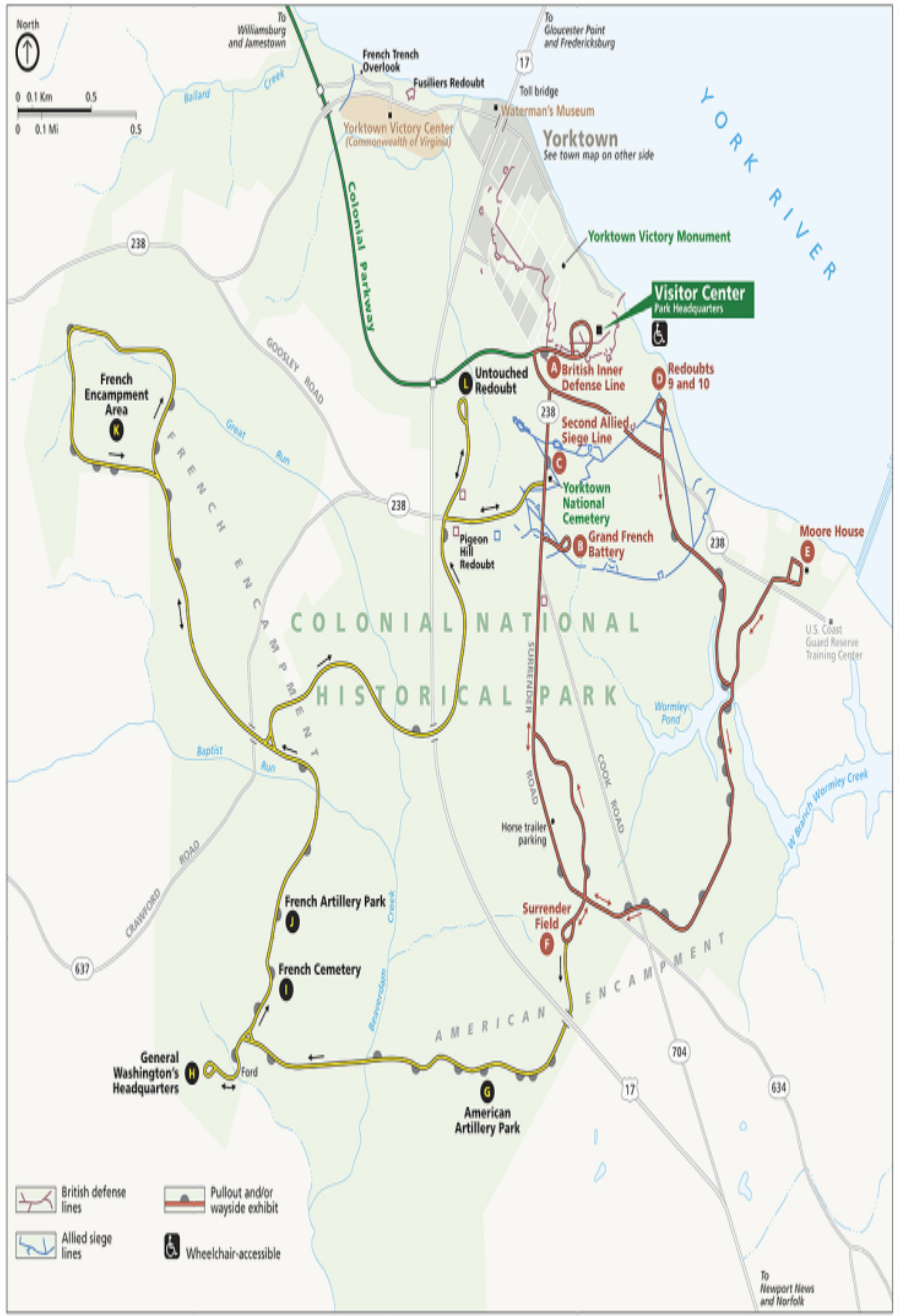 North
0 0.1 Km 0.5
0 0.1 Mi 0.5
To
Williamsburg
and Jamestown
To
Gloucester Point
and Fredericksburg
17
French Trench
Overlook
Fusiliers Redoubt
Ballard Creek
Toll bridge
Waterman's Museum
Yorktown Victory Center
(Commonwealth of Virginia)
Yorktown
See town map on other side
YORK RIVER
Colonial Parkway
238
Yorktown Victory Monument
Visitor Center
Park Headquarters
GOOSLEY ROAD
L
Untouched
Redoubt
A
British Inner
Defense Line
D
Redoubts
9 and 10
French
Encampment
Area
K
238
Second Allied
Siege Line
C
Great Run
FRENCH ENCAMPMENT
238
Yorktown
National
Cemetery
Pigeon
Hill
Redoubt
B
Grand French
Battery
238
Moore House
E
COLONIAL NATIONAL
HISTORICAL PARK
U.S. Coast
Guard Reserve
Training Center
SURRENDER ROAD
Wormley
Pond
Baptist Run
COOK ROAD
W Branch Wormley Creek
Horse trailer
parking
CRAWFORD ROAD
French Artillery Park
J
Surrender
Field
F
637
French Cemetery
I
Beaverdam Creek
AMERICAN ENCAMPMENT
General
Washington's
Headquarters
H
Ford
704
17
634
G
American
Artillery Park
British defense
lines
Pullout and/or
wayside exhibit
Allied siege
lines
Wheelchair-accessible
To
Newport News
and Norfolk